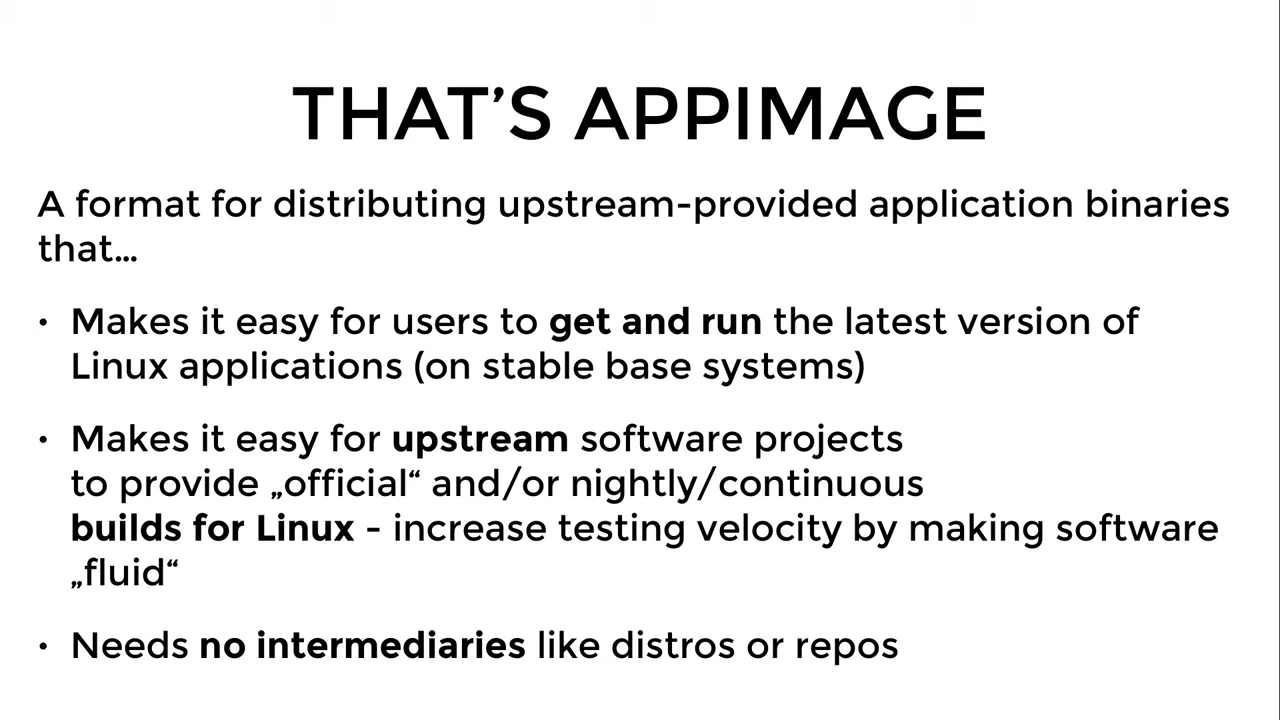 THAT’S APPIMAGE
A format for distributing upstream-provided application binaries
that…
• Makes it easy for users to get and run the latest version of
Linux applications (on stable base systems)
• Makes it easy for upstream software projects
to provide „official“ and/or nightly/continuous
builds for Linux - increase testing velocity by making software
„fluid“
• Needs no intermediaries like distros or repos